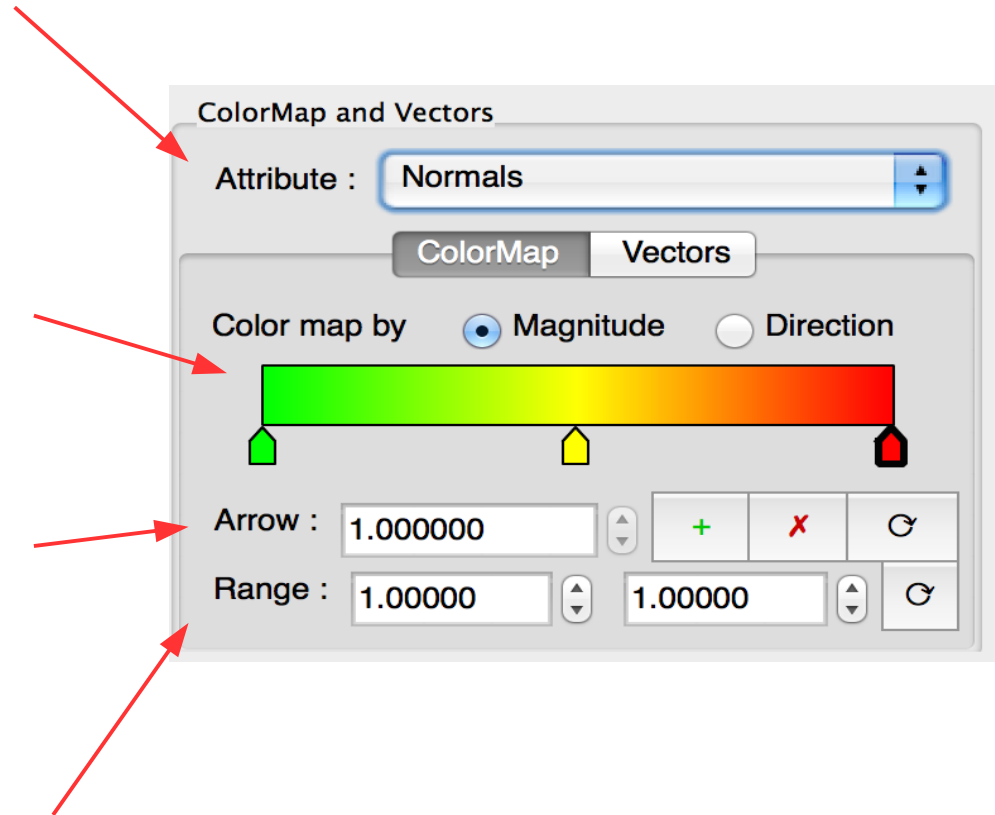 ColorMap and Vectors
Attribute : Normals
ColorMap Vectors
Color map by Magnitude Direction
Arrow : 1.000000 + ✗ ⟳
Range : 1.00000 1.00000 ⟳